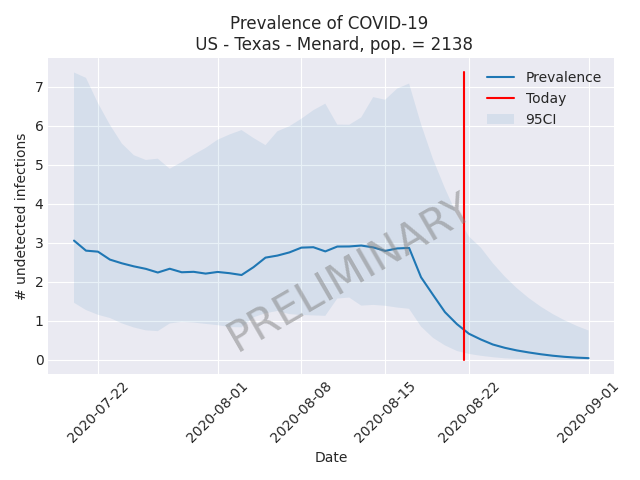 Prevalence of COVID-19
US - Texas - Menard, pop. = 2138
Prevalence
Today
95CI
# undetected infections
7
6
5
4
3
2
1
0
PRELIMINARY
2020-07-22
2020-08-01
2020-08-08
2020-08-15
2020-08-22
2020-09-01
Date